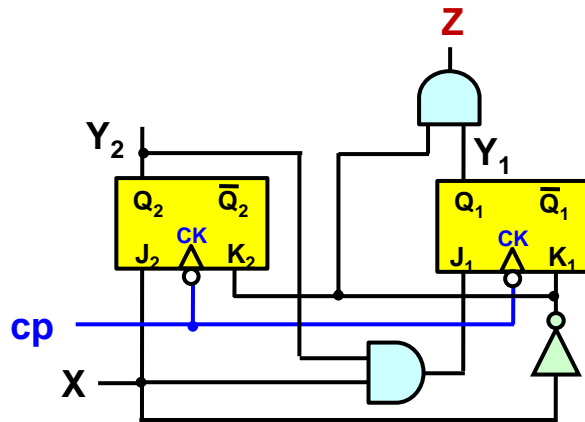 Z
Y₂
Y₁
Q₂ Q̅₂
Q₁ Q̅₁
J₂ CK K₂
J₁ CK K₁
cp
X